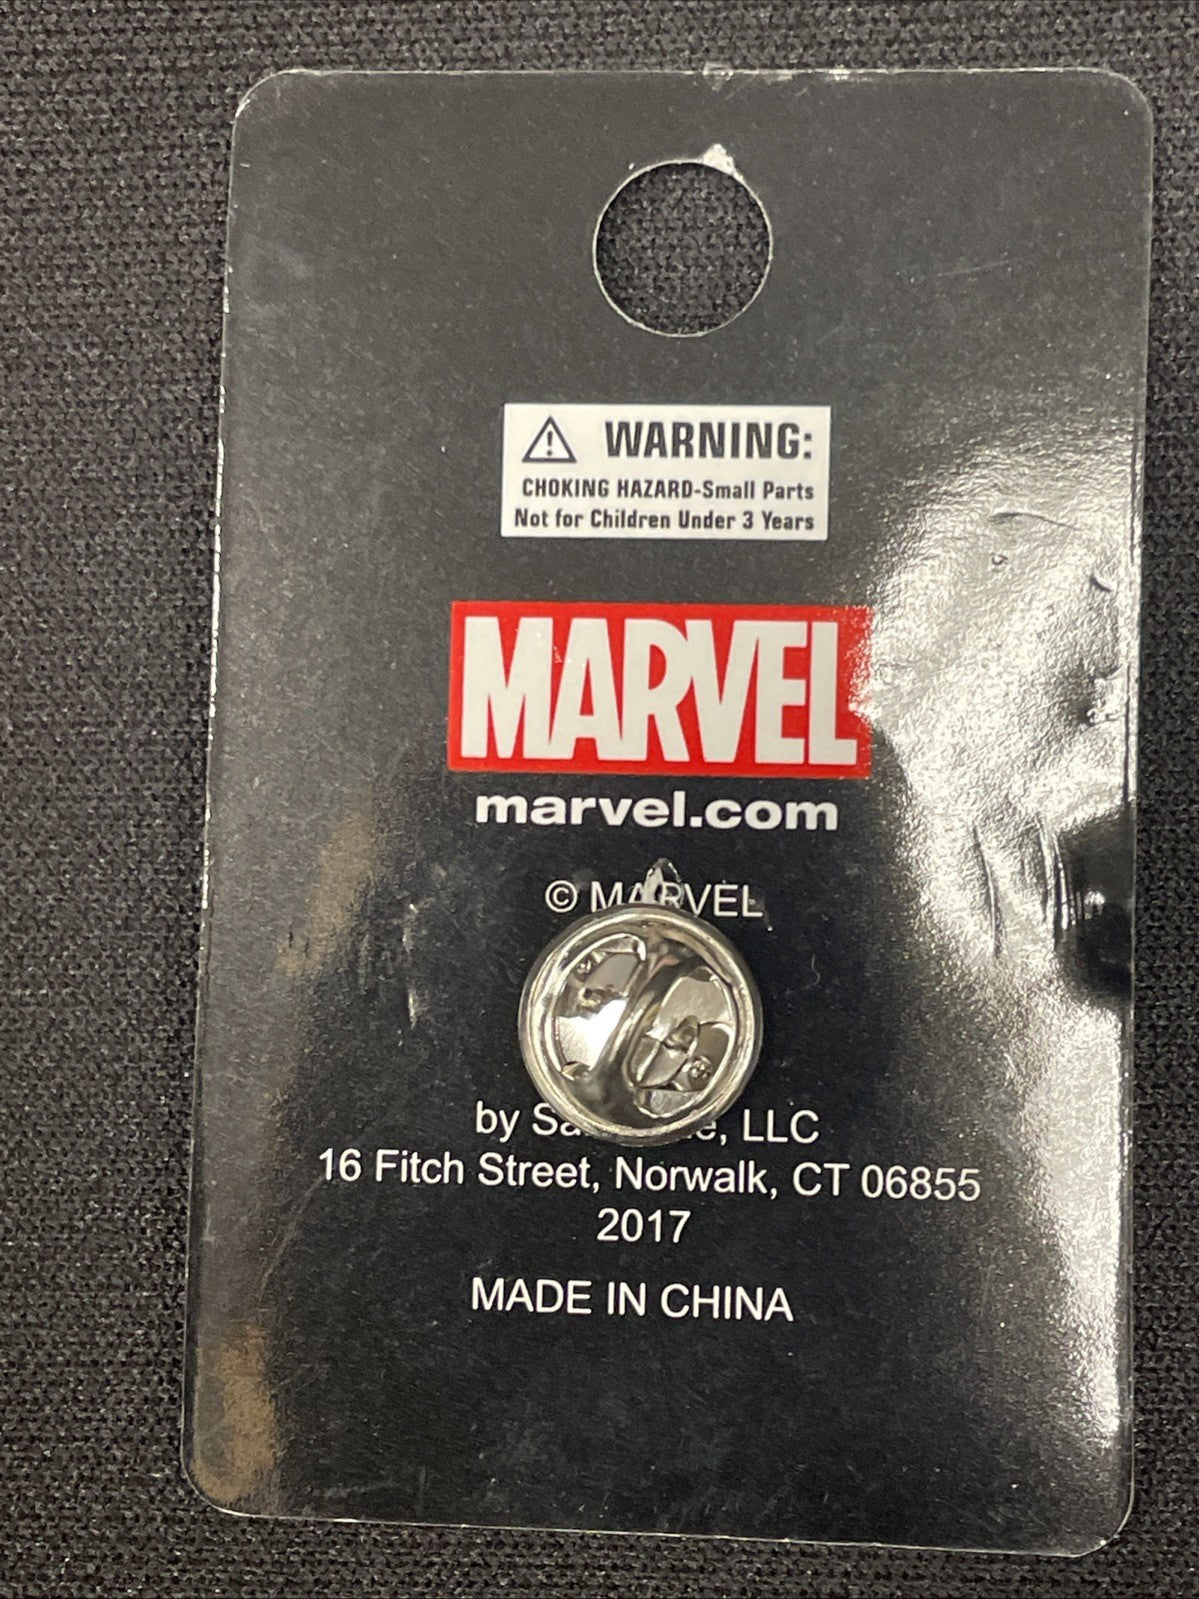 WARNING:
CHOKING HAZARD-Small Parts
Not for Children Under 3 Years
MARVEL
marvel.com
© MARVEL
by LLC
16 Fitch Street, Norwalk, CT 06855
2017
MADE IN CHINA